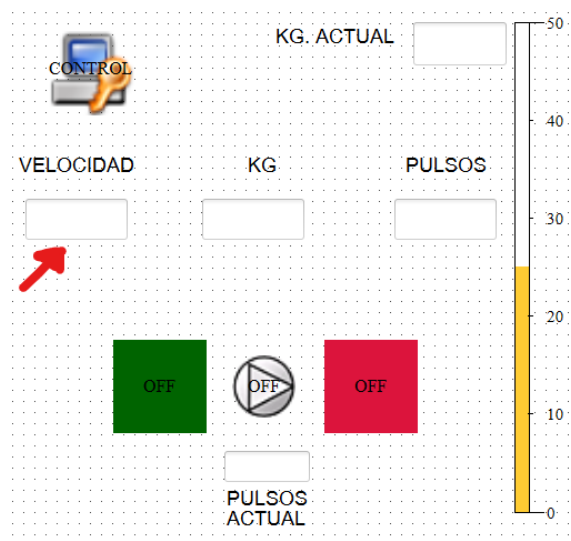 KG. ACTUAL
CONTROL
50
40
VELOCIDAD
KG
PULSOS
30
20
OFF
OFF
OFF
10
PULSOS
ACTUAL
0